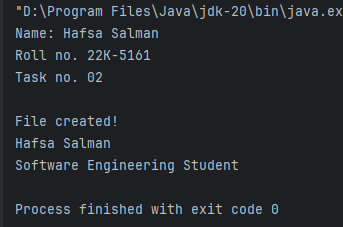 "D:\Program Files\Java\jdk-20\bin\java.ex
Name: Hafsa Salman
Roll no. 22K-5161
Task no. 02
File created!
Hafsa Salman
Software Engineering Student
Process finished with exit code 0